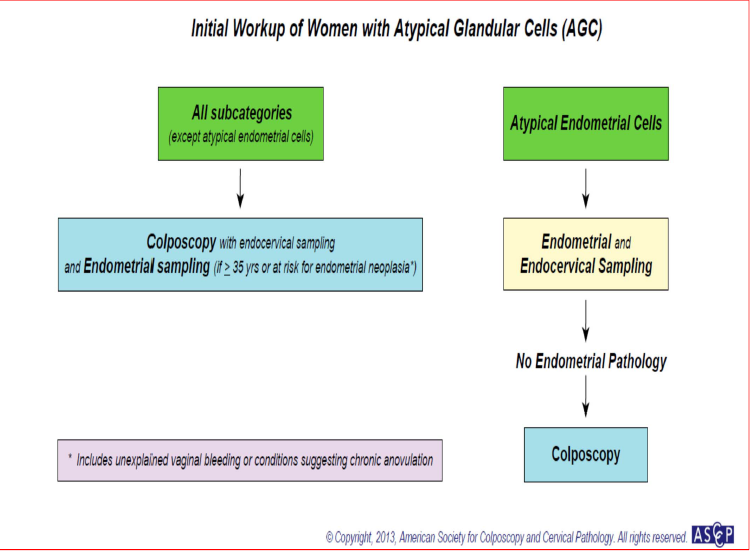 Initial Workup of Women with Atypical Glandular Cells (AGC)
All subcategories
(except atypical endometrial cells)
Atypical Endometrial Cells
Colposcopy with endocervical sampling
and Endometrial sampling (if ≥ 35 yrs or at risk for endometrial neoplasia*)
Endometrial and
Endocervical Sampling
No Endometrial Pathology
Colposcopy
* Includes unexplained vaginal bleeding or conditions suggesting chronic anovulation
© Copyright, 2013, American Society for Colposcopy and Cervical Pathology. All rights reserved. ASCCP